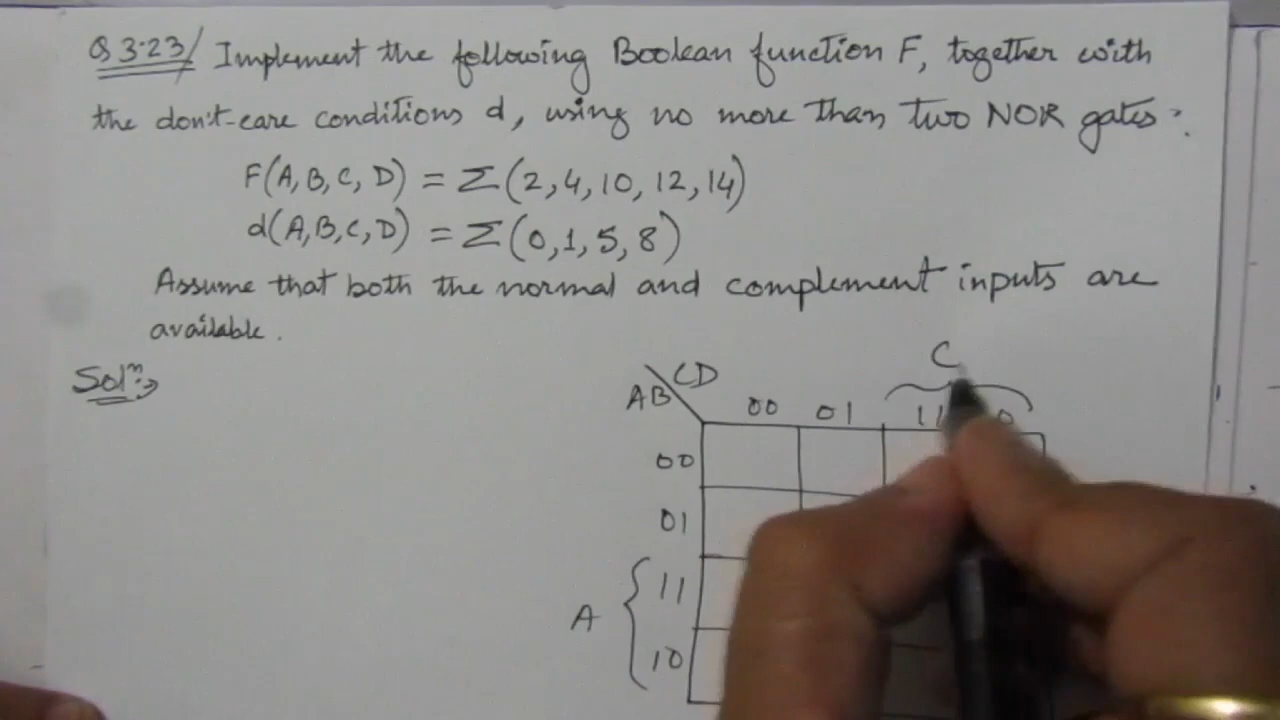 Q 3.23/ Implement the following Boolean function F, together with
the don't-care conditions d, using no more than two NOR gates:
F(A,B,C,D) = Σ(2,4,10,12,14)
d(A,B,C,D) = Σ(0,1,5,8)
Assume that both the normal and complement inputs are
available.
Solⁿ:→
C
CD
AB
00 01 11
00
01
11
A
10